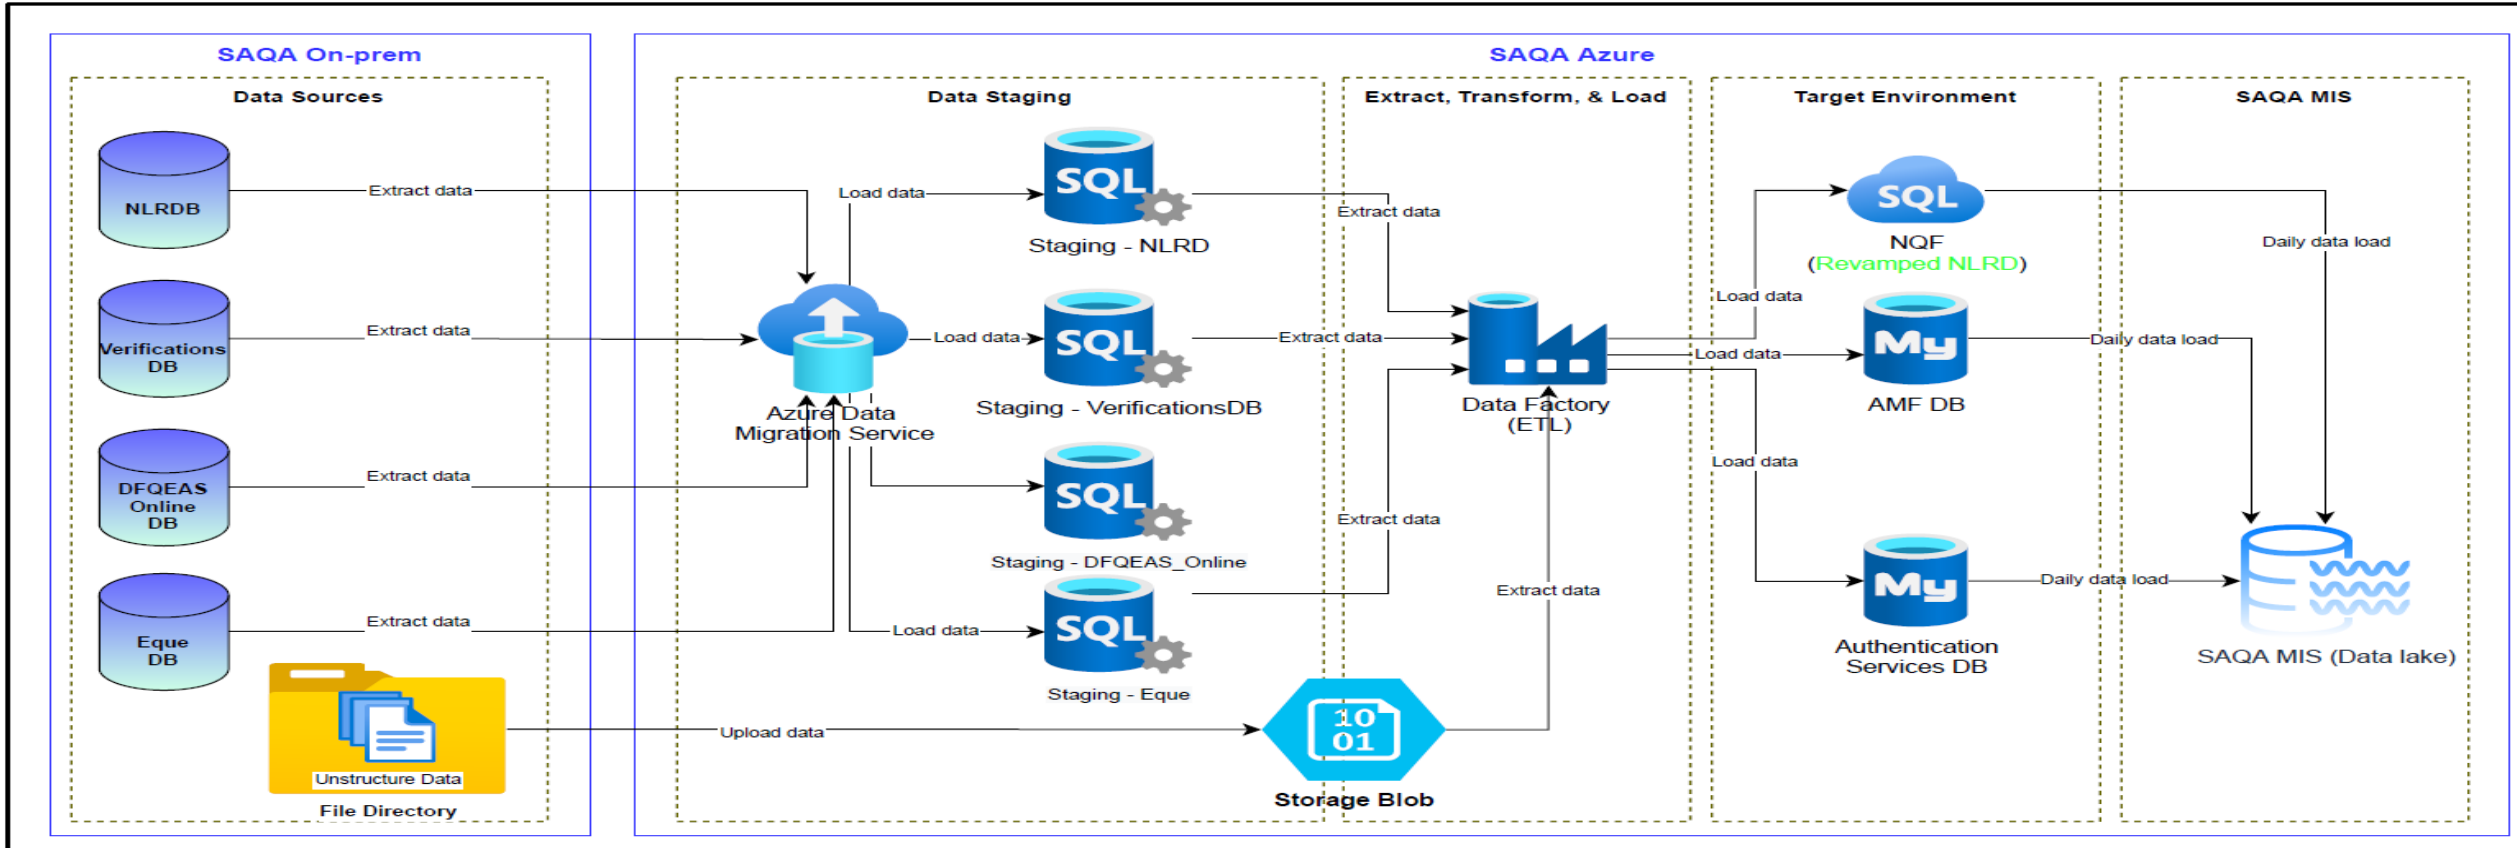 SAQA On-prem
SAQA Azure
Data Sources
Data Staging
Extract, Transform, & Load
Target Environment
SAQA MIS
NLRDB
Extract data
Verifications
DB
Extract data
DFQEAS
Online
DB
Extract data
Eque
DB
Extract data
Unstructure Data
File Directory
Upload data
Azure Data
Migration Service
Load data
Load data
Load data
SQL
Staging - NLRD
SQL
Staging - VerificationsDB
SQL
Staging - DFQEAS_Online
SQL
Staging - Eque
10
01
Storage Blob
Extract data
Extract data
Extract data
Extract data
Data Factory
(ETL)
Load data
Load data
Load data
SQL
NQF
(Revamped NLRD)
My
AMF DB
My
Authentication
Services DB
Daily data load
Daily data load
Daily data load
SAQA MIS (Data lake)